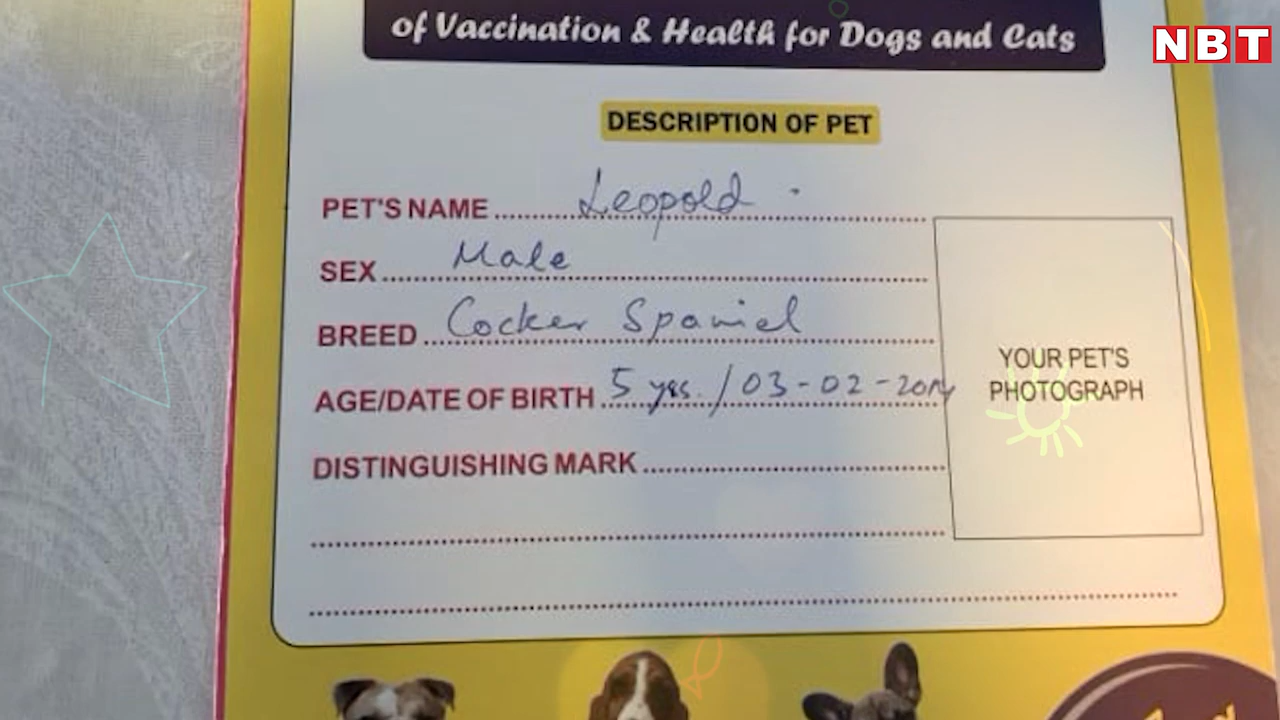 of Vaccination & Health for Dogs and Cats
NBT
DESCRIPTION OF PET
PET'S NAME Leopold
SEX Male
BREED Cocker Spaniel
AGE/DATE OF BIRTH 5 yrs. / 03-02-2014
DISTINGUISHING MARK
YOUR PET'S
PHOTOGRAPH